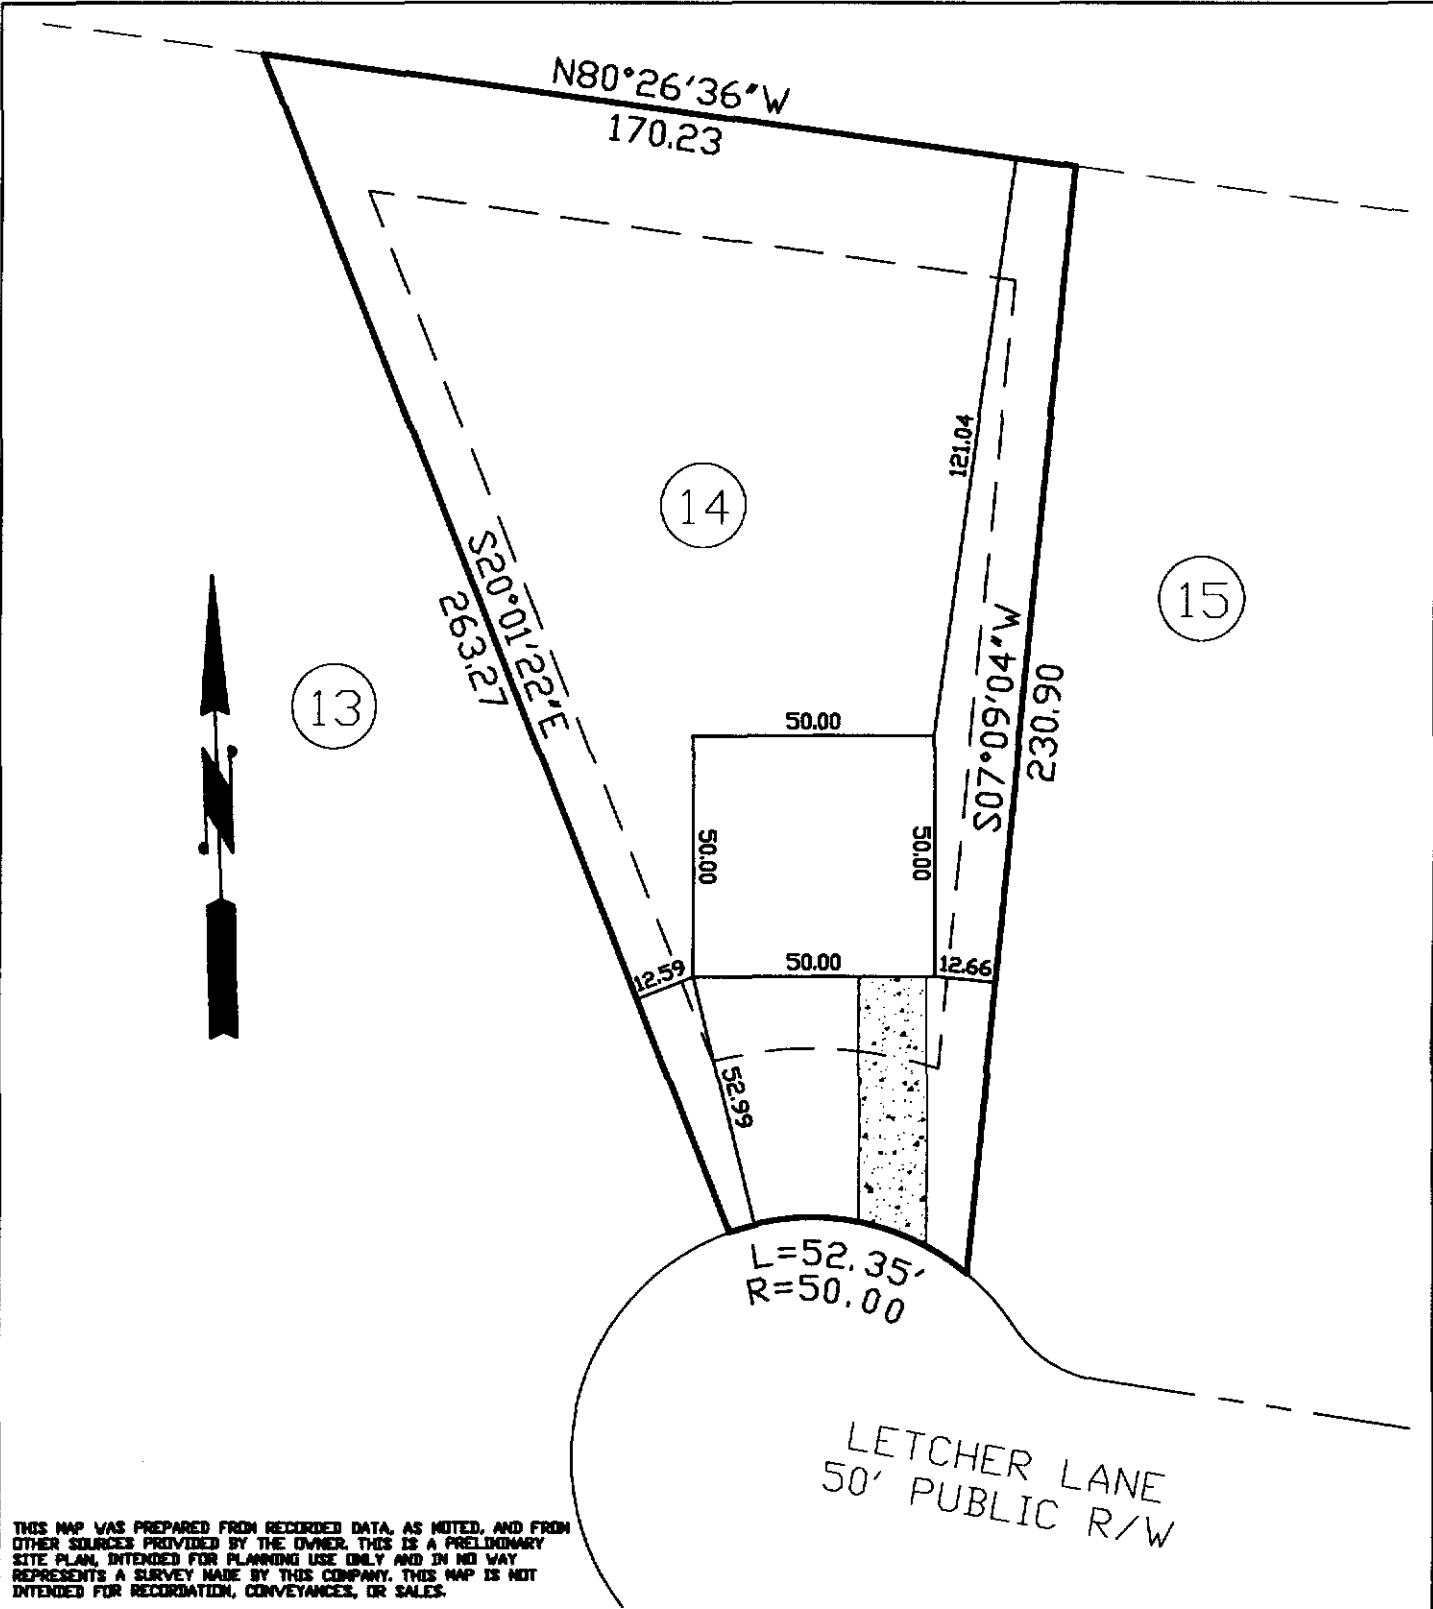 N80°26'36"W
170.23
121.04
14
15
S20°01'22"E
263.27
13
S07°09'04"W
230.90
50.00
50.00
50.00
50.00
12.59
12.66
52.99
L=52.35'
R=50.00
LETCHER LANE
50' PUBLIC R/W
N
THIS MAP WAS PREPARED FROM RECORDED DATA, AS NOTED, AND FROM
OTHER SOURCES PROVIDED BY THE OWNER. THIS IS A PRELIMINARY
SITE PLAN, INTENDED FOR PLANNING USE ONLY AND IN NO WAY
REPRESENTS A SURVEY MADE BY THIS COMPANY. THIS MAP IS NOT
INTENDED FOR RECORDATION, CONVEYANCES, OR SALES.